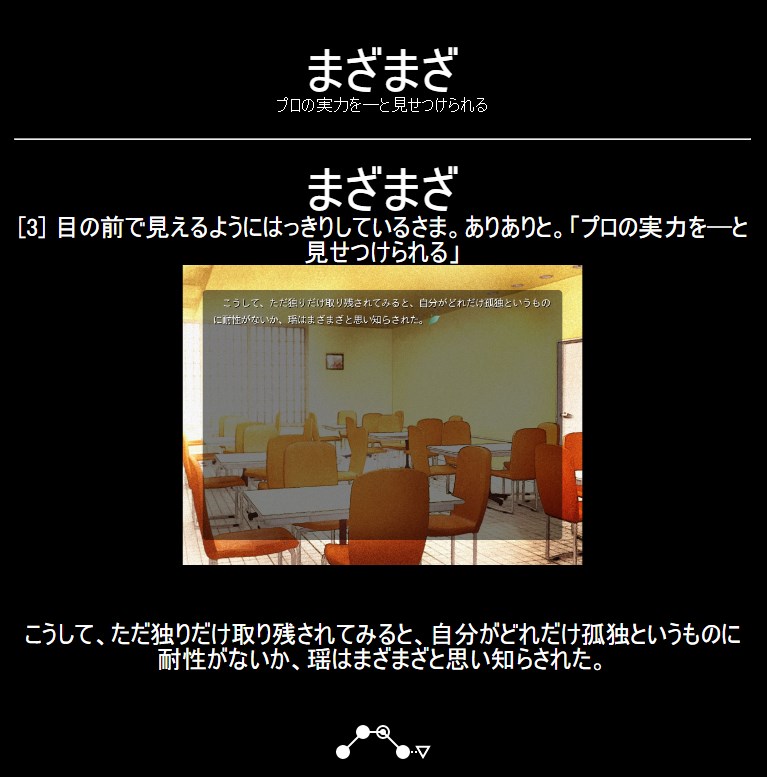 まざまざ
プロの実力を―と見せつけられる
まざまざ
[3] 目の前で見えるようにはっきりしているさま。ありありと。「プロの実力を―と
見せつけられる」
こうして、ただ独りだけ取り残されてみると、自分がどれだけ孤独というもの
に耐性がないか、瑶はまざまざと思い知らされた。
こうして、ただ独りだけ取り残されてみると、自分がどれだけ孤独というものに
耐性がないか、瑶はまざまざと思い知らされた。